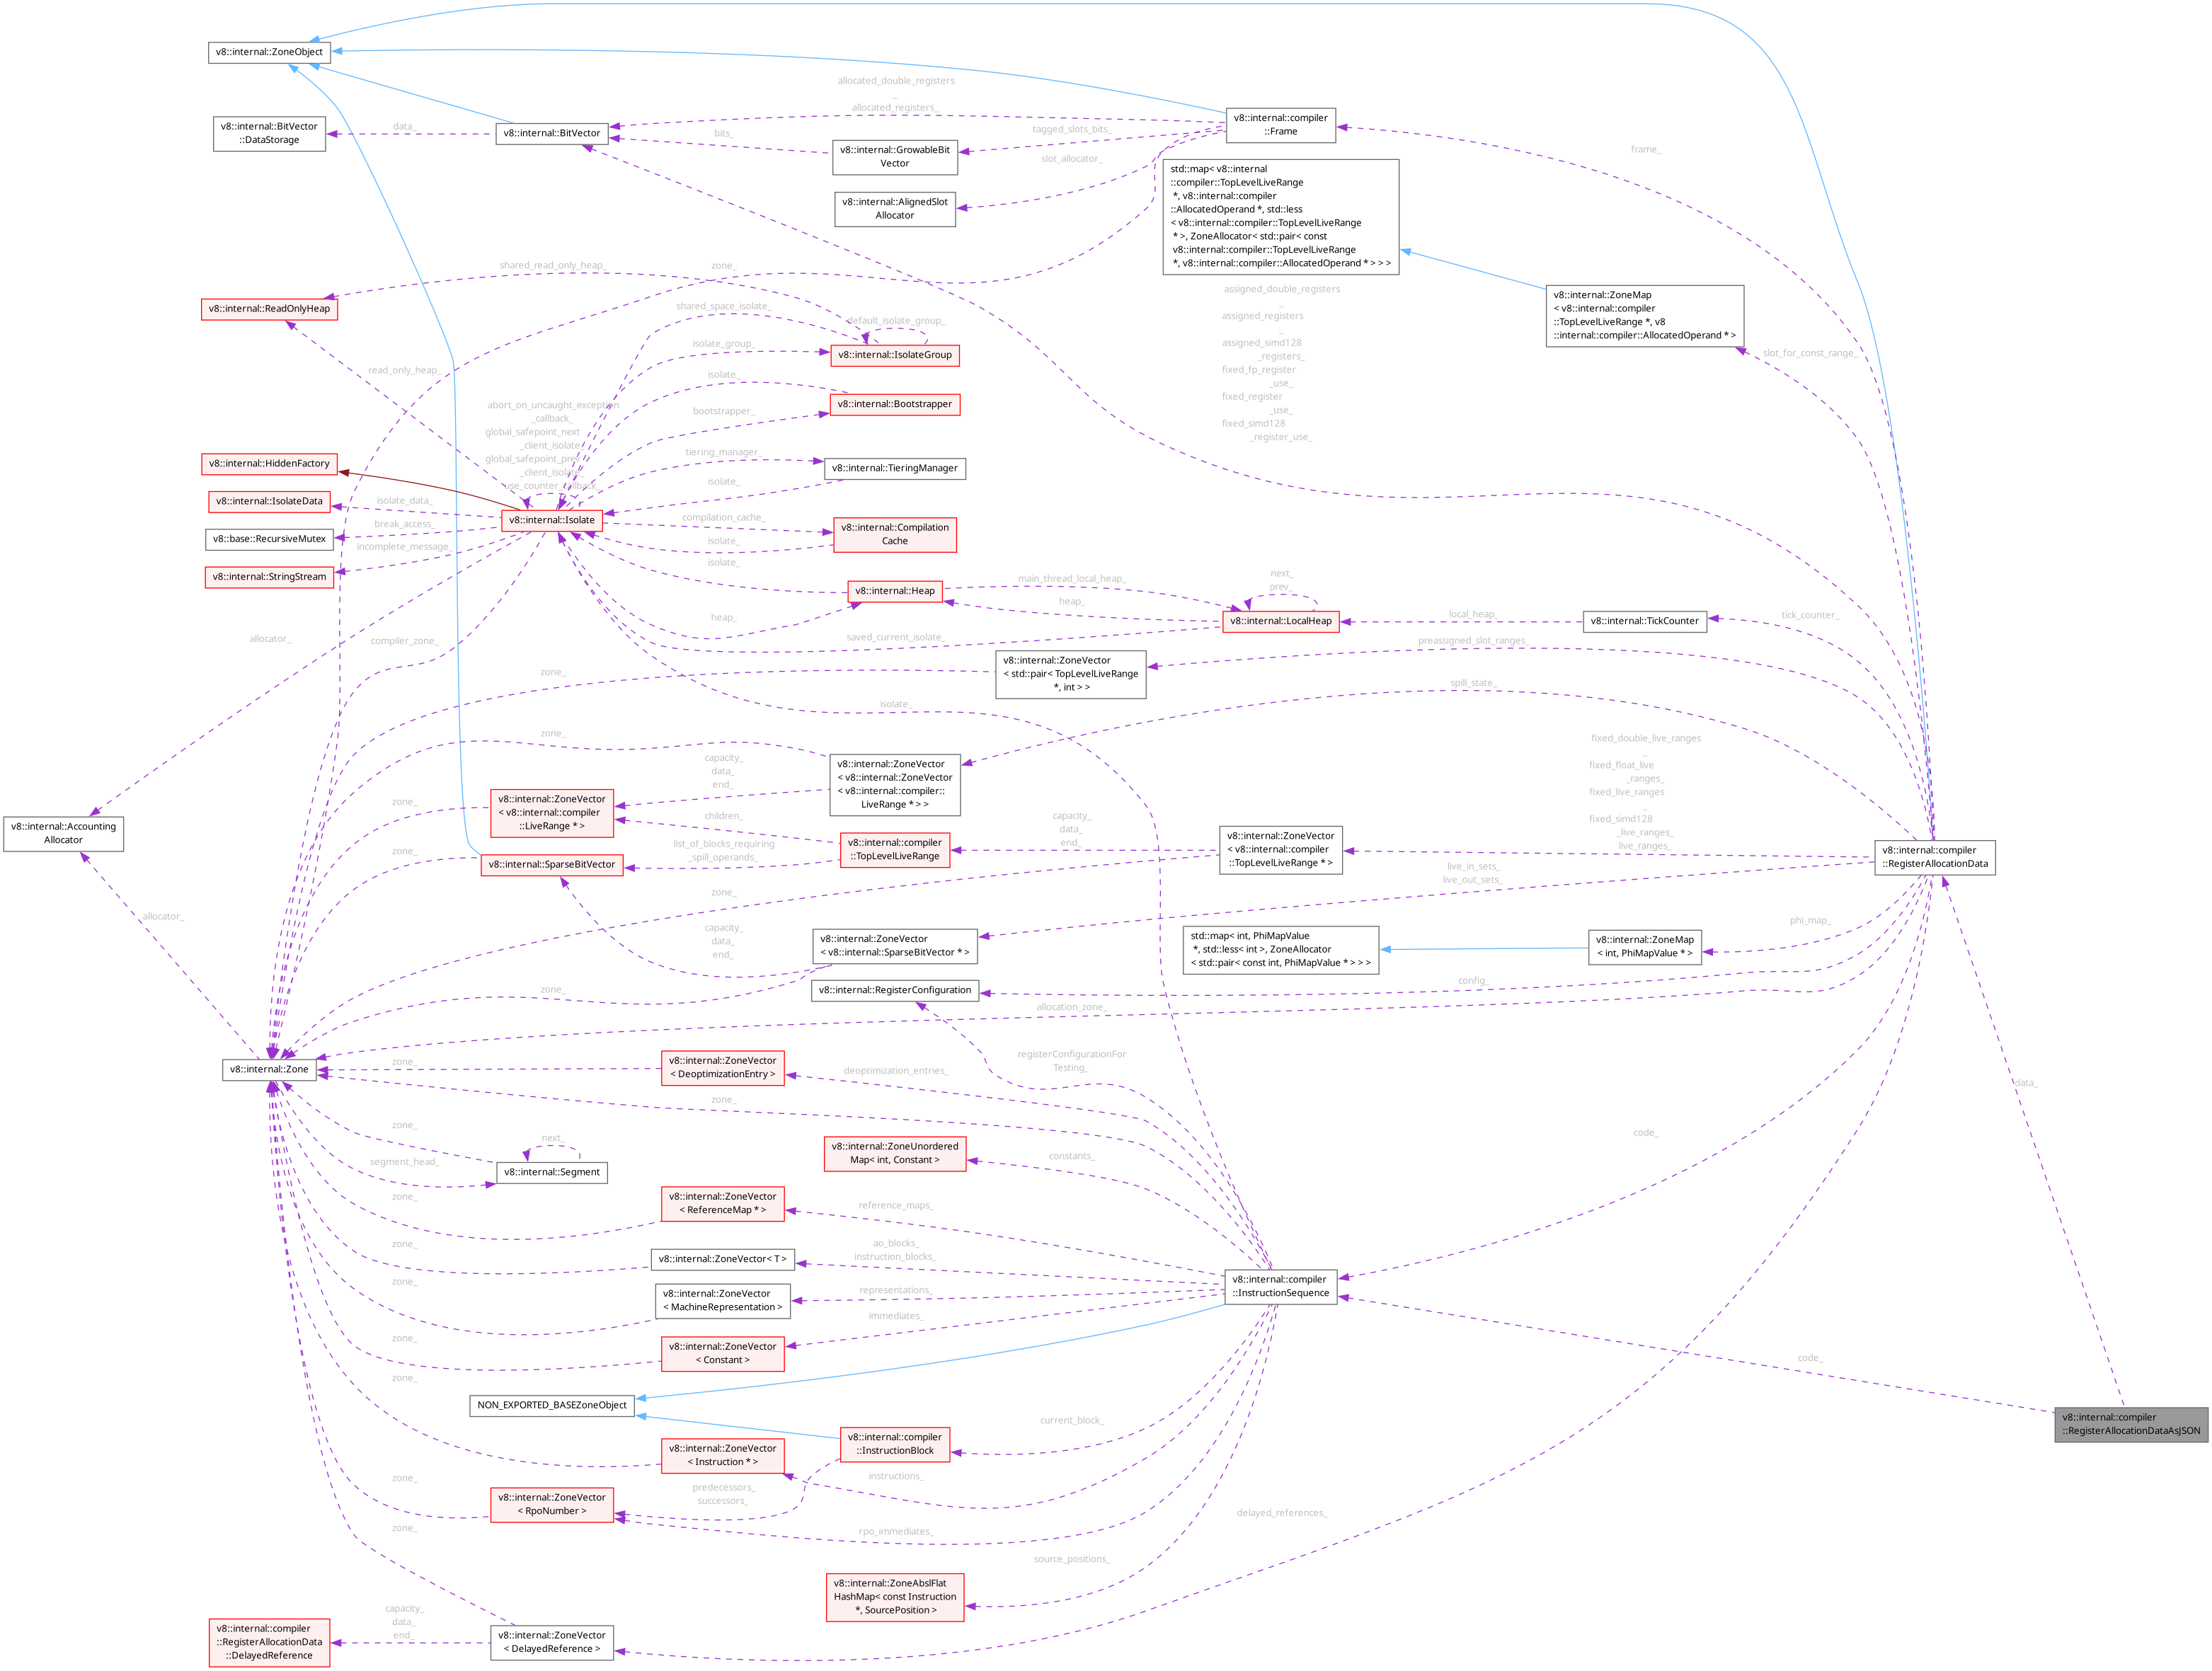 v8::internal::ZoneObject
allocated_double_registers
_
allocated_registers_
v8::internal::compiler
::Frame
v8::internal::BitVector
::DataStorage
data_
v8::internal::BitVector
bits_
tagged_slots_bits_
v8::internal::GrowableBit
Vector
slot_allocator_
frame_
v8::internal::AlignedSlot
Allocator
std::map< v8::internal
::compiler::TopLevelLiveRange
*, v8::internal::compiler
::AllocatedOperand *, std::less
< v8::internal::compiler::TopLevelLiveRange
* >, ZoneAllocator< std::pair< const
v8::internal::compiler::TopLevelLiveRange
*, v8::internal::compiler::AllocatedOperand * > > >
shared_read_only_heap_
zone_
v8::internal::ReadOnlyHeap
shared_space_isolate_
default_isolate_group_
assigned_double_registers
_
assigned_registers
_
assigned_simd128
_registers_
fixed_fp_register
_use_
fixed_register
_use_
fixed_simd128
_register_use_
v8::internal::ZoneMap
< v8::internal::compiler
::TopLevelLiveRange *, v8
::internal::compiler::AllocatedOperand * >
slot_for_const_range_
isolate_group_
v8::internal::IsolateGroup
read_only_heap_
isolate_
v8::internal::Bootstrapper
bootstrapper_
abort_on_uncaught_exception
_callback_
global_safepoint_next
_client_isolate_
global_safepoint_prev
_client_isolate_
use_counter_callback_
v8::internal::HiddenFactory
tiering_manager_
v8::internal::TieringManager
isolate_
v8::internal::IsolateData
isolate_data_
v8::internal::Isolate
compilation_cache_
v8::internal::Compilation
Cache
isolate_
v8::base::RecursiveMutex
break_access_
incomplete_message_
v8::internal::StringStream
isolate_
v8::internal::Heap
main_thread_local_heap_
heap_
heap_
next_
prev_
v8::internal::LocalHeap
local_heap_
v8::internal::TickCounter
tick_counter_
allocator_
compiler_zone_
saved_current_isolate_
preassigned_slot_ranges_
v8::internal::ZoneVector
< std::pair< TopLevelLiveRange
*, int > >
zone_
spill_state_
isolate_
zone_
v8::internal::ZoneVector
< v8::internal::ZoneVector
< v8::internal::compiler::
LiveRange * > >
capacity_
data_
end_
v8::internal::ZoneVector
< v8::internal::compiler
::LiveRange * >
zone_
children_
v8::internal::compiler
::TopLevelLiveRange
capacity_
data_
end_
v8::internal::ZoneVector
< v8::internal::compiler
::TopLevelLiveRange * >
fixed_double_live_ranges
_
fixed_float_live
_ranges_
fixed_live_ranges
_
fixed_simd128
_live_ranges_
live_ranges_
v8::internal::compiler
::RegisterAllocationData
v8::internal::Accounting
Allocator
zone_
v8::internal::SparseBitVector
list_of_blocks_requiring
_spill_operands_
live_in_sets_
live_out_sets_
zone_
capacity_
data_
end_
v8::internal::ZoneVector
< v8::internal::SparseBitVector * >
std::map< int, PhiMapValue
*, std::less< int >, ZoneAllocator
< std::pair< const int, PhiMapValue * > > >
v8::internal::ZoneMap
< int, PhiMapValue * >
phi_map_
allocator_
zone_
v8::internal::RegisterConfiguration
config_
allocation_zone_
v8::internal::Zone
zone_
v8::internal::ZoneVector
< DeoptimizationEntry >
deoptimization_entries_
registerConfigurationFor
Testing_
data_
zone_
zone_
next_
v8::internal::Segment
segment_head_
v8::internal::ZoneUnordered
Map< int, Constant >
constants_
code_
zone_
v8::internal::ZoneVector
< ReferenceMap * >
reference_maps_
zone_
v8::internal::ZoneVector< T >
ao_blocks_
instruction_blocks_
v8::internal::compiler
::InstructionSequence
zone_
v8::internal::ZoneVector
< MachineRepresentation >
representations_
immediates_
zone_
v8::internal::ZoneVector
< Constant >
code_
zone_
NON_EXPORTED_BASEZoneObject
v8::internal::compiler
::RegisterAllocationDataAsJSON
v8::internal::compiler
::InstructionBlock
current_block_
v8::internal::ZoneVector
< Instruction * >
instructions_
zone_
v8::internal::ZoneVector
< RpoNumber >
predecessors_
successors_
rpo_immediates_
delayed_references_
zone_
source_positions_
v8::internal::ZoneAbslFlat
HashMap< const Instruction
*, SourcePosition >
v8::internal::compiler
::RegisterAllocationData
::DelayedReference
capacity_
data_
end_
v8::internal::ZoneVector
< DelayedReference >